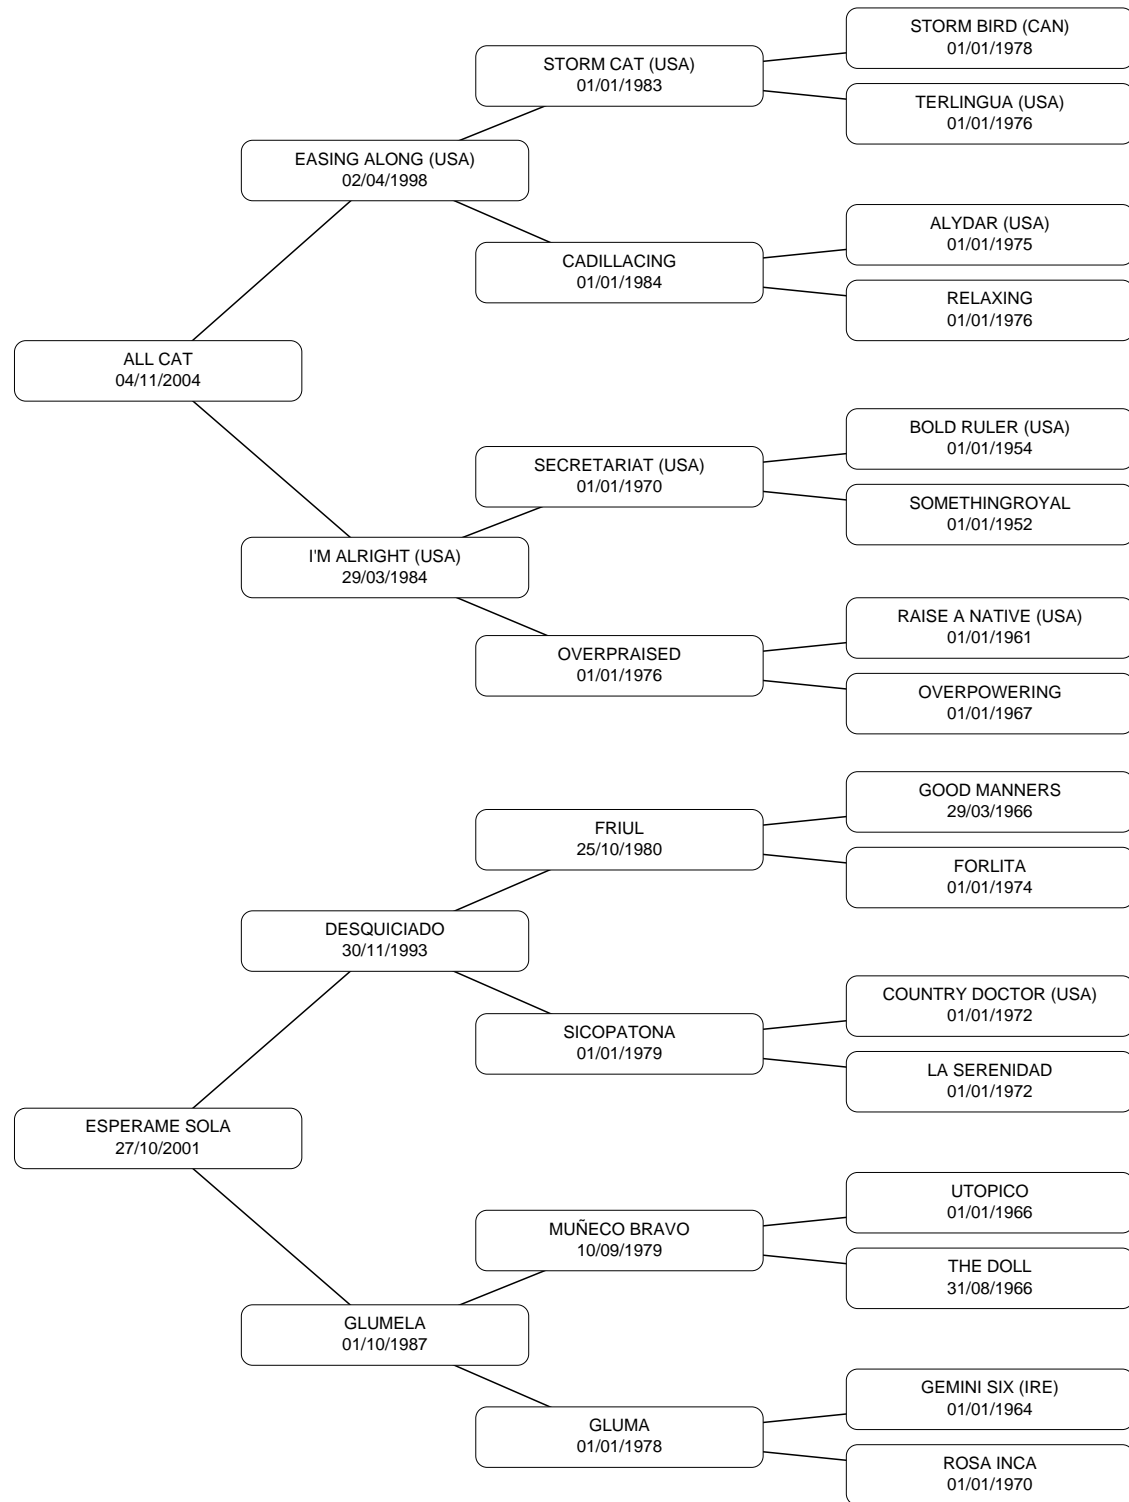 STORM BIRD (CAN)
01/01/1978
STORM CAT (USA)
01/01/1983
TERLINGUA (USA)
01/01/1976
EASING ALONG (USA)
02/04/1998
ALYDAR (USA)
01/01/1975
CADILLACING
01/01/1984
RELAXING
01/01/1976
ALL CAT
04/11/2004
BOLD RULER (USA)
01/01/1954
SECRETARIAT (USA)
01/01/1970
SOMETHINGROYAL
01/01/1952
I'M ALRIGHT (USA)
29/03/1984
RAISE A NATIVE (USA)
01/01/1961
OVERPRAISED
01/01/1976
OVERPOWERING
01/01/1967
GOOD MANNERS
29/03/1966
FRIUL
25/10/1980
FORLITA
01/01/1974
DESQUICIADO
30/11/1993
COUNTRY DOCTOR (USA)
01/01/1972
SICOPATONA
01/01/1979
LA SERENIDAD
01/01/1972
ESPERAME SOLA
27/10/2001
UTOPICO
01/01/1966
MUÑECO BRAVO
10/09/1979
THE DOLL
31/08/1966
GLUMELA
01/10/1987
GEMINI SIX (IRE)
01/01/1964
GLUMA
01/01/1978
ROSA INCA
01/01/1970